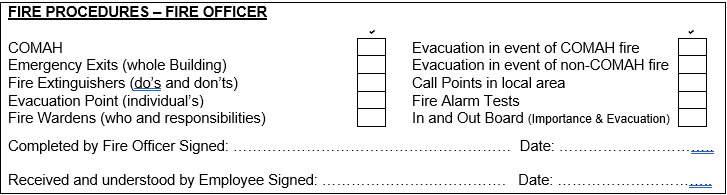 FIRE PROCEDURES – FIRE OFFICER
✓ ✓
COMAH Evacuation in event of COMAH fire
Emergency Exits (whole Building) Evacuation in event of non-COMAH fire
Fire Extinguishers (do's and don'ts) Call Points in local area
Evacuation Point (individual's) Fire Alarm Tests
Fire Wardens (who and responsibilities) In and Out Board (Importance & Evacuation)
Completed by Fire Officer Signed: ………………………………………………… Date: ……………………
Received and understood by Employee Signed: ………………………………… Date: ……………………